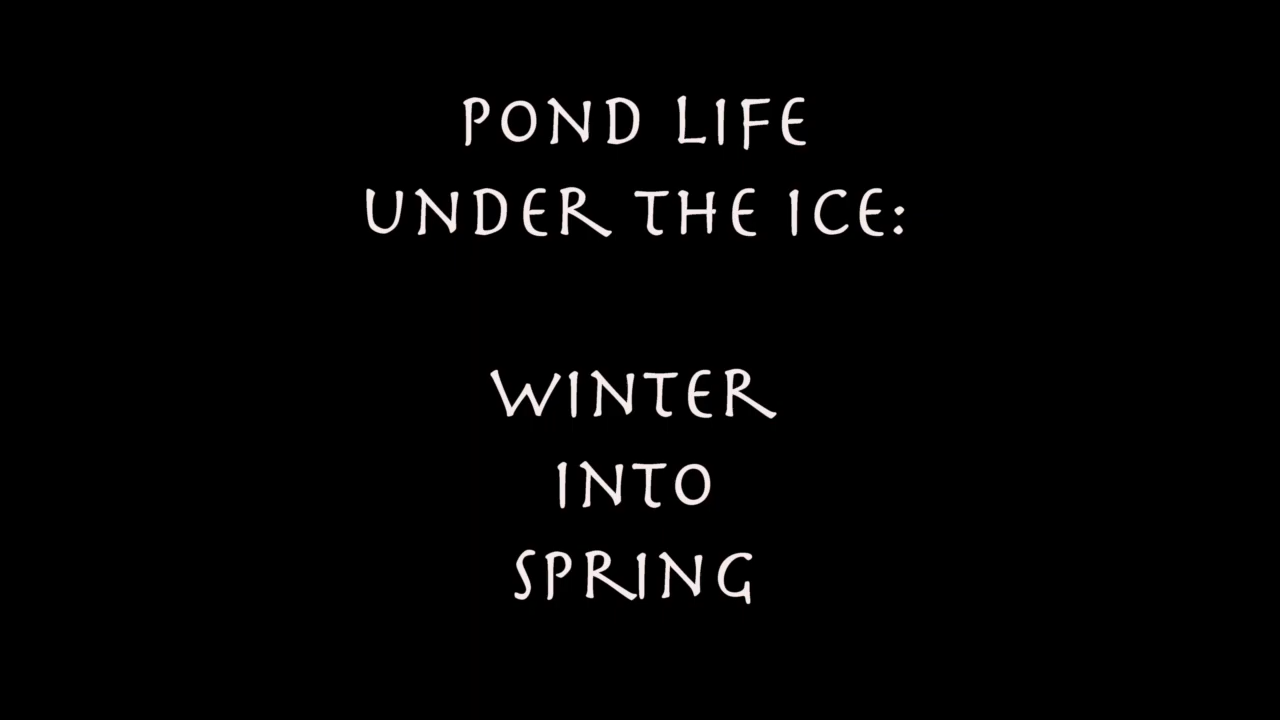 POND LIFE
UNDER THE ICE:
WINTER
INTO
SPRING